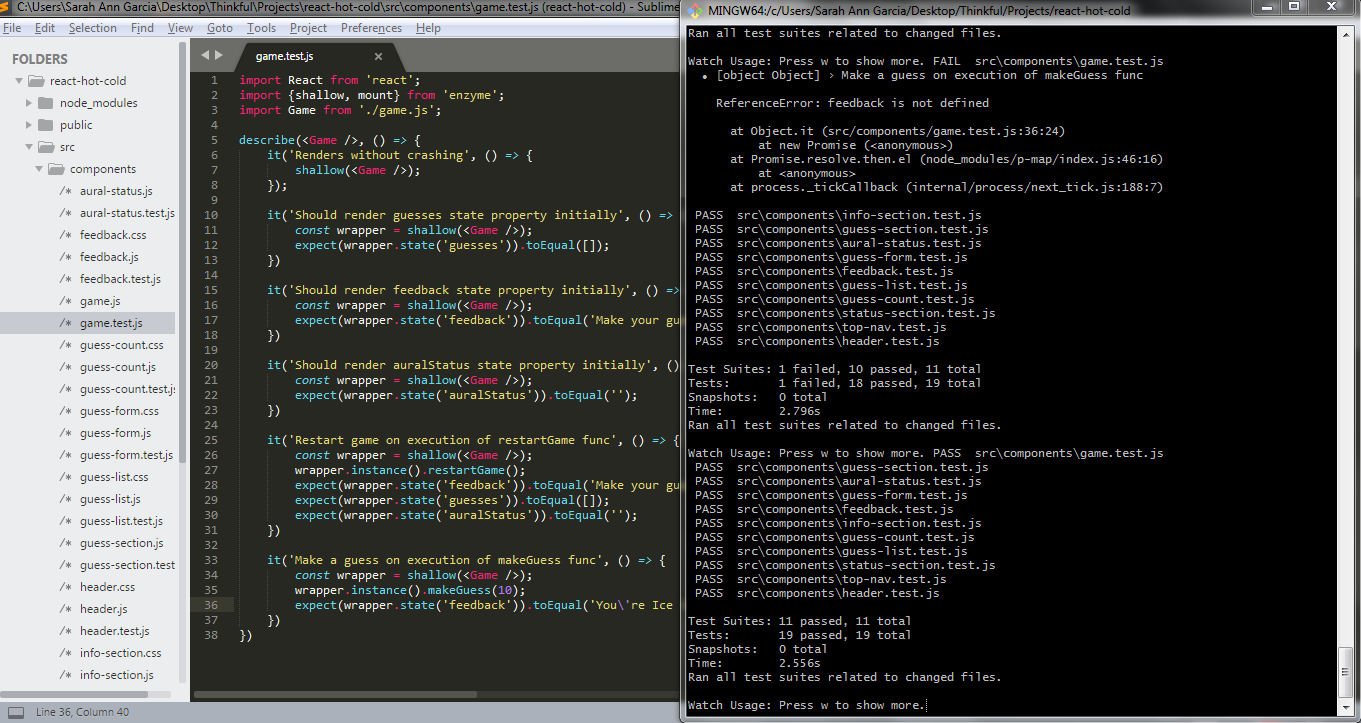 C:\Users\Sarah Ann Garcia\Desktop\Thinkful\Projects\react-hot-cold\src\components\game.test.js (react-hot-cold) - Sublime
File Edit Selection Find View Goto Tools Project Preferences Help
FOLDERS
react-hot-cold
node_modules
public
src
components
/* aural-status.js
/* aural-status.test.js
/* feedback.css
/* feedback.js
/* feedback.test.js
/* game.js
/* game.test.js
/* guess-count.css
/* guess-count.js
/* guess-count.test.js
/* guess-form.css
/* guess-form.js
/* guess-form.test.js
/* guess-list.css
/* guess-list.js
/* guess-list.test.js
/* guess-section.js
/* guess-section.test
/* header.css
/* header.js
/* header.test.js
/* info-section.css
/* info-section.js
game.test.js ×
1 import React from 'react';
2 import {shallow, mount} from 'enzyme';
3 import Game from './game.js';
4
5 describe(<Game />, () => {
6 it('Renders without crashing', () => {
7 shallow(<Game />);
8 });
9
10 it('Should render guesses state property initially', () =>
11 const wrapper = shallow(<Game />);
12 expect(wrapper.state('guesses')).toEqual([]);
13 })
14
15 it('Should render feedback state property initially', () =>
16 const wrapper = shallow(<Game />);
17 expect(wrapper.state('feedback')).toEqual('Make your gu
18 })
19
20 it('Should render auralStatus state property initially', ()
21 const wrapper = shallow(<Game />);
22 expect(wrapper.state('auralStatus')).toEqual('');
23 })
24
25 it('Restart game on execution of restartGame func', () => {
26 const wrapper = shallow(<Game />);
27 wrapper.instance().restartGame();
28 expect(wrapper.state('feedback')).toEqual('Make your gu
29 expect(wrapper.state('guesses')).toEqual([]);
30 expect(wrapper.state('auralStatus')).toEqual('');
31 })
32
33 it('Make a guess on execution of makeGuess func', () => {
34 const wrapper = shallow(<Game />);
35 wrapper.instance().makeGuess(10);
36 expect(wrapper.state('feedback')).toEqual('You\'re Ice
37 })
38 })
Line 36, Column 40
MINGW64:/c/Users/Sarah Ann Garcia/Desktop/Thinkful/Projects/react-hot-cold
Ran all test suites related to changed files.
Watch Usage: Press w to show more. FAIL src\components\game.test.js
• [object Object] › Make a guess on execution of makeGuess func
ReferenceError: feedback is not defined
at Object.it (src/components/game.test.js:36:24)
at new Promise (<anonymous>)
at Promise.resolve.then.el (node_modules/p-map/index.js:46:16)
at <anonymous>
at process._tickCallback (internal/process/next_tick.js:188:7)
PASS src\components\info-section.test.js
PASS src\components\guess-section.test.js
PASS src\components\aural-status.test.js
PASS src\components\guess-form.test.js
PASS src\components\feedback.test.js
PASS src\components\guess-list.test.js
PASS src\components\guess-count.test.js
PASS src\components\status-section.test.js
PASS src\components\top-nav.test.js
PASS src\components\header.test.js
Test Suites: 1 failed, 10 passed, 11 total
Tests: 1 failed, 18 passed, 19 total
Snapshots: 0 total
Time: 2.796s
Ran all test suites related to changed files.
Watch Usage: Press w to show more. PASS src\components\game.test.js
PASS src\components\guess-section.test.js
PASS src\components\aural-status.test.js
PASS src\components\guess-form.test.js
PASS src\components\feedback.test.js
PASS src\components\info-section.test.js
PASS src\components\guess-count.test.js
PASS src\components\guess-list.test.js
PASS src\components\status-section.test.js
PASS src\components\top-nav.test.js
PASS src\components\header.test.js
Test Suites: 11 passed, 11 total
Tests: 19 passed, 19 total
Snapshots: 0 total
Time: 2.556s
Ran all test suites related to changed files.
Watch Usage: Press w to show more.